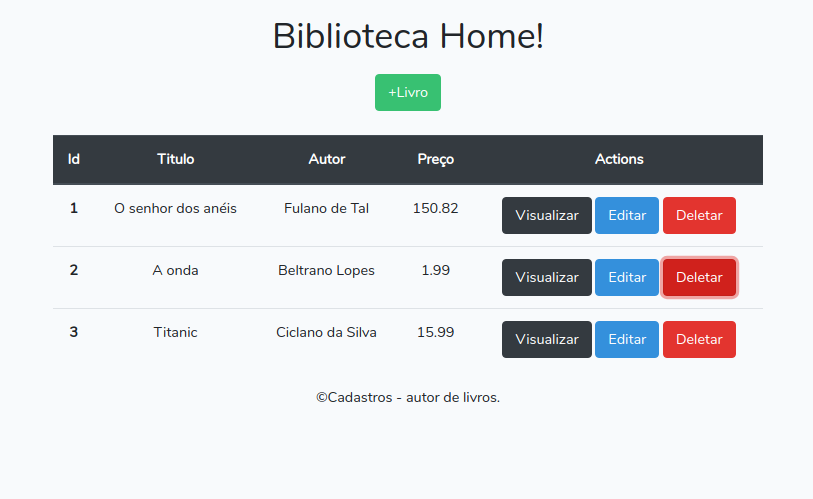 Biblioteca Home!
+Livro
Id Titulo Autor Preço Actions
1 O senhor dos anéis Fulano de Tal 150.82 Visualizar Editar Deletar
2 A onda Beltrano Lopes 1.99 Visualizar Editar Deletar
3 Titanic Ciclano da Silva 15.99 Visualizar Editar Deletar
©Cadastros - autor de livros.